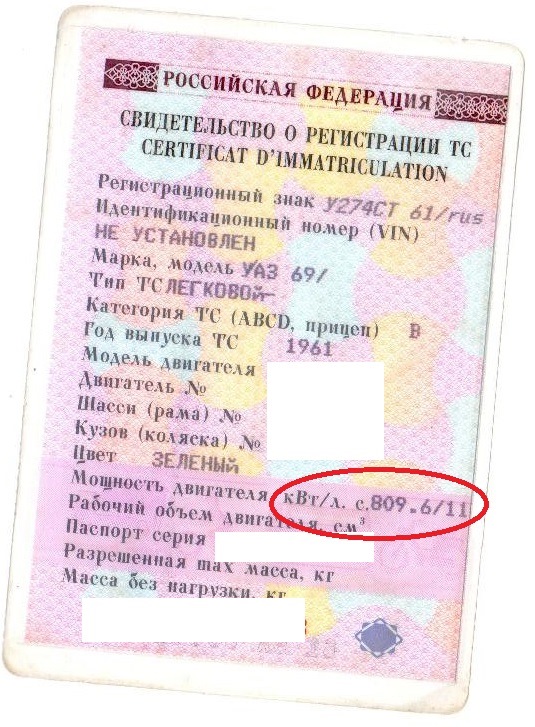 РОССИЙСКАЯ ФЕДЕРАЦИЯ
СВИДЕТЕЛЬСТВО О РЕГИСТРАЦИИ ТС
CERTIFICAT D'IMMATRICULATION
Регистрационный знак У274СТ 61/rus
Идентификационный номер (VIN)
НЕ УСТАНОВЛЕН
Марка, модель УАЗ 69/
Тип ТС ЛЕГКОВОЙ-
Категория ТС (ABCD, прицеп) В
Год выпуска ТС 1961
Модель двигателя
Двигатель №
Шасси (рама) №
Кузов (коляска) №
Цвет ЗЕЛЕНЫЙ
Мощность двигателя, кВт/л. с. 809.6/11
Рабочий объем двигателя, см³
Паспорт серия
Разрешенная max масса, кг
Масса без нагрузки, кг